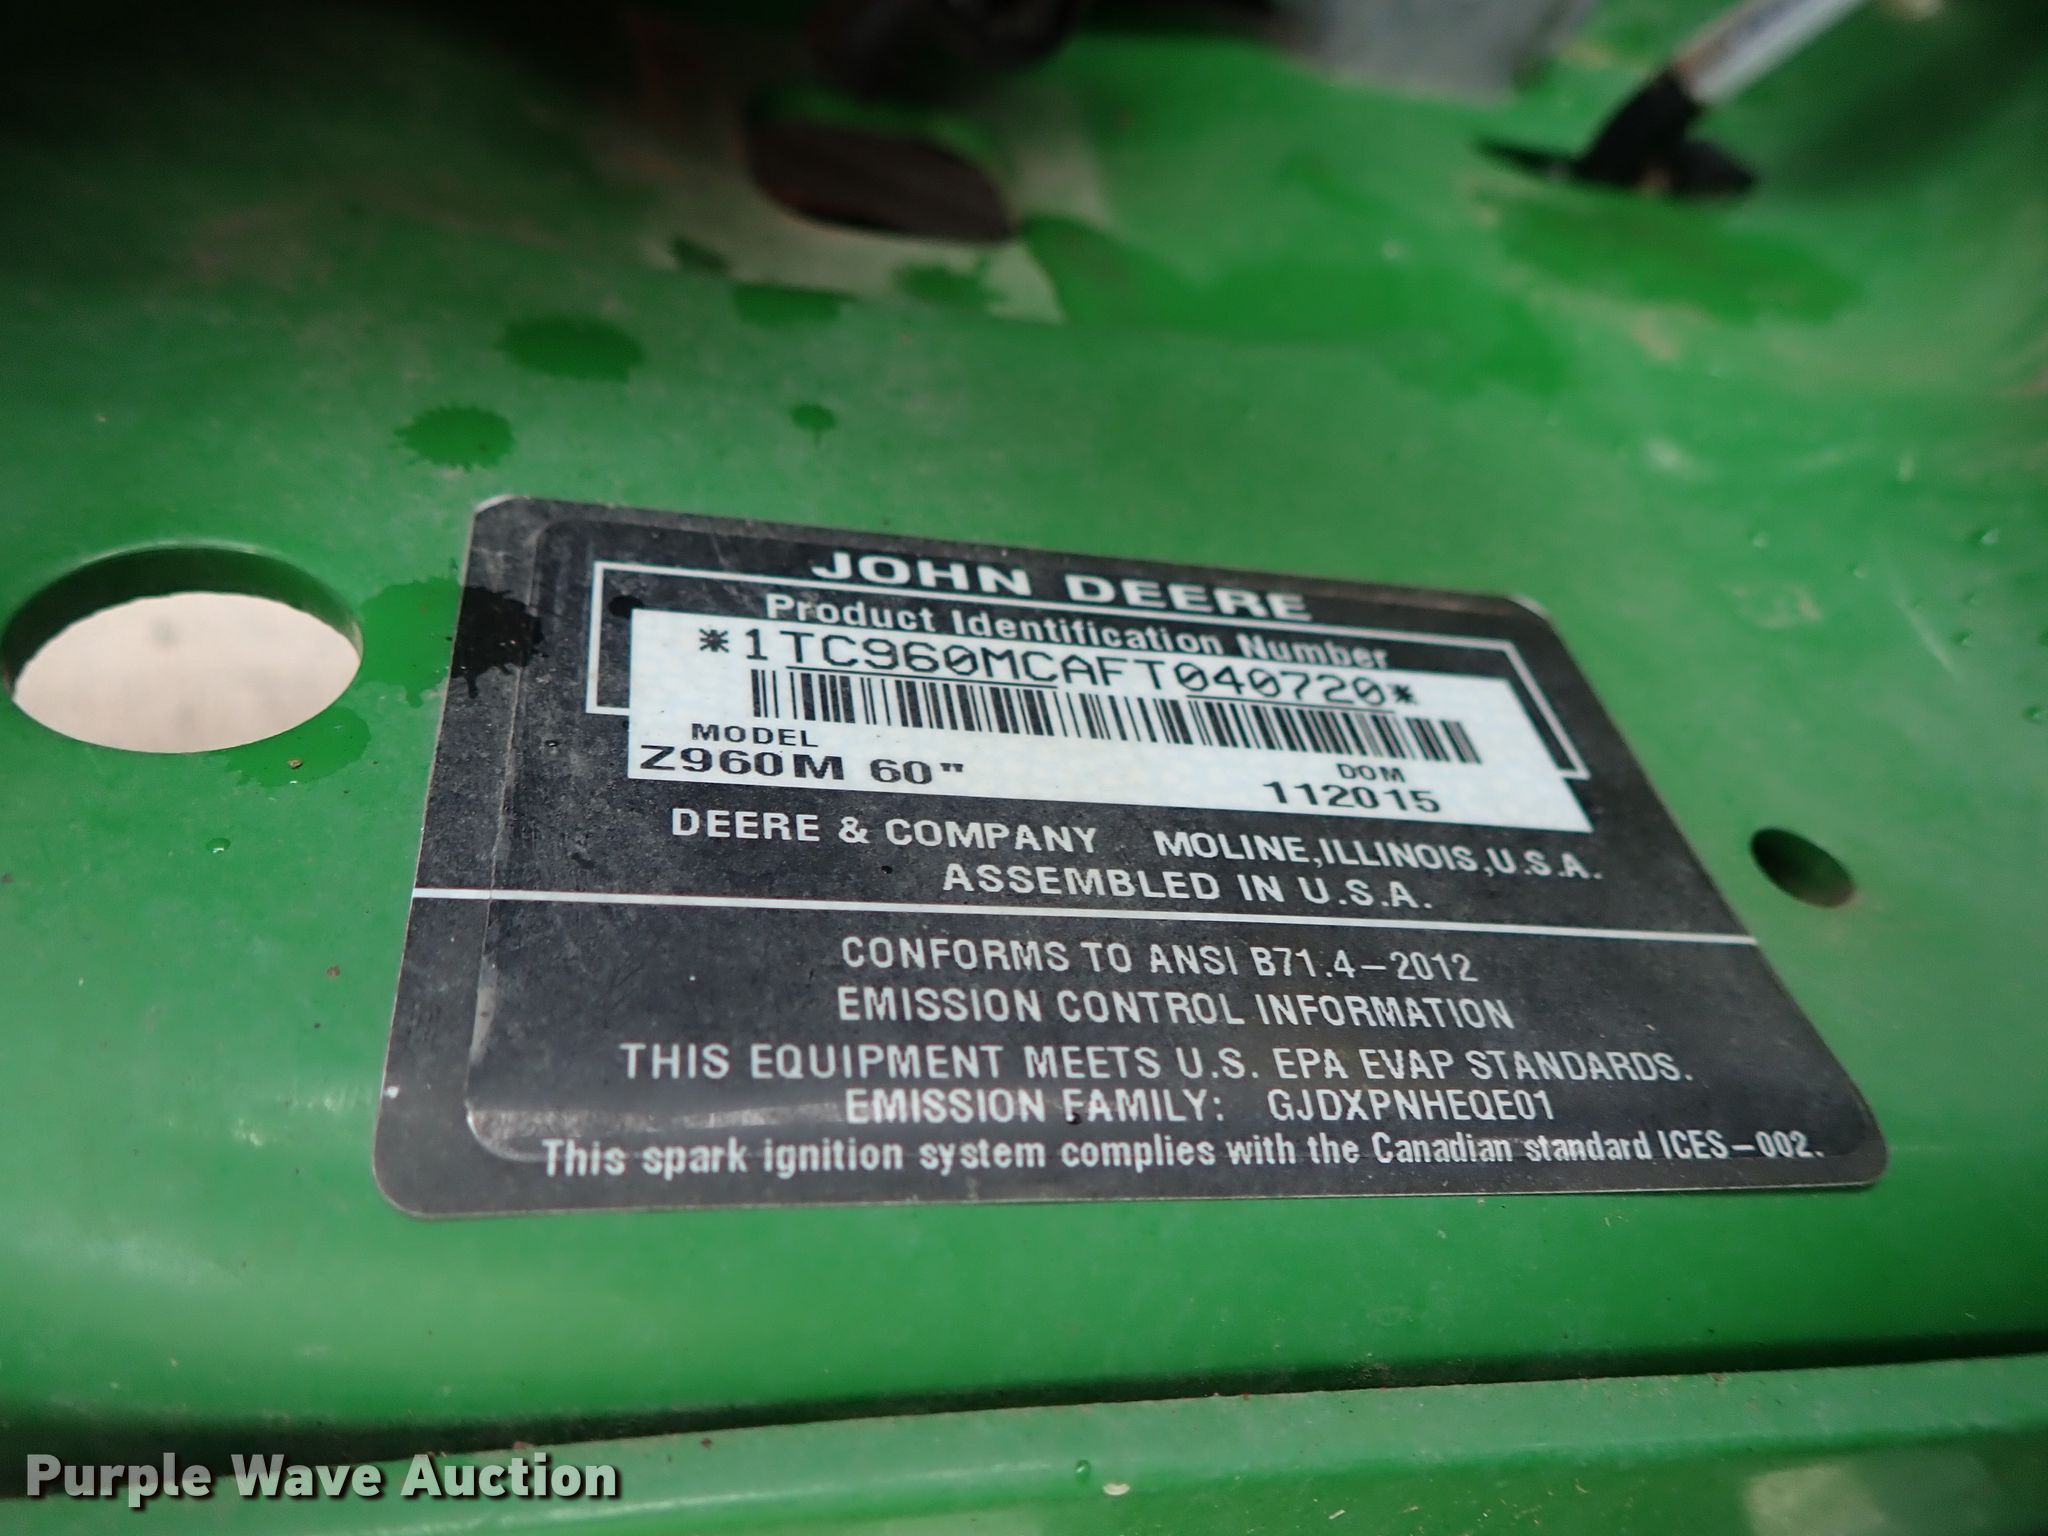 JOHN DEERE
Product Identification Number
*1TC960MCAFT040720*
MODEL
DOM
Z960M 60"
112015
DEERE & COMPANY MOLINE,ILLINOIS,U.S.A.
ASSEMBLED IN U.S.A.
CONFORMS TO ANSI B71.4-2012
EMISSION CONTROL INFORMATION
THIS EQUIPMENT MEETS U.S. EPA EVAP STANDARDS.
EMISSION FAMILY: GJDXPNHEQE01
This spark ignition system complies with the Canadian standard ICES-002.
Purple Wave Auction